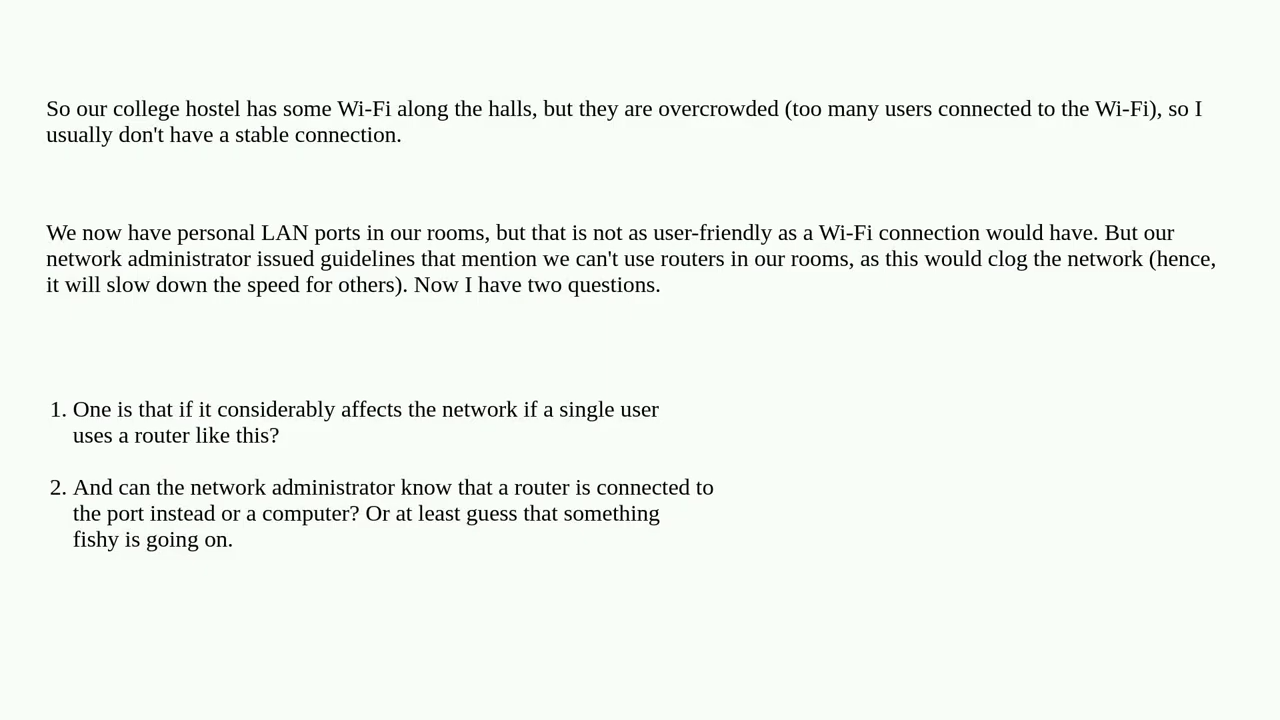 So our college hostel has some Wi-Fi along the halls, but they are overcrowded (too many users connected to the Wi-Fi), so I
usually don't have a stable connection.
We now have personal LAN ports in our rooms, but that is not as user-friendly as a Wi-Fi connection would have. But our
network administrator issued guidelines that mention we can't use routers in our rooms, as this would clog the network (hence,
it will slow down the speed for others). Now I have two questions.
1. One is that if it considerably affects the network if a single user
uses a router like this?
2. And can the network administrator know that a router is connected to
the port instead or a computer? Or at least guess that something
fishy is going on.